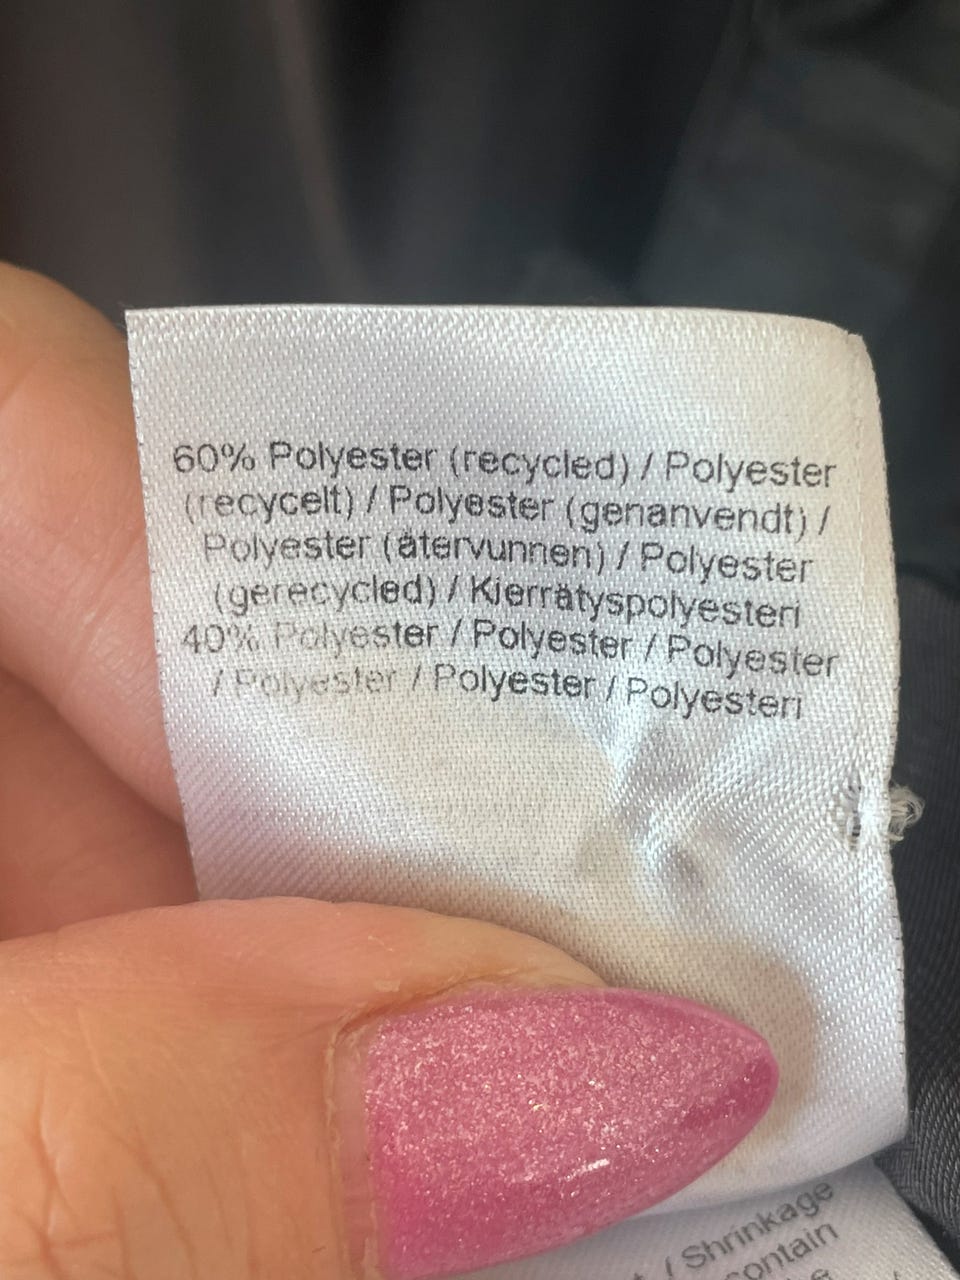 60% Polyester (recycled) / Polyester
(recycelt) / Polyester (genanvendt) /
Polyester (återvunnen) / Polyester
(gerecycled) / Kierrätyspolyesteri
40% Polyester / Polyester / Polyester
/ Polyester / Polyester / Polyesteri
/ Shrinkage
contain